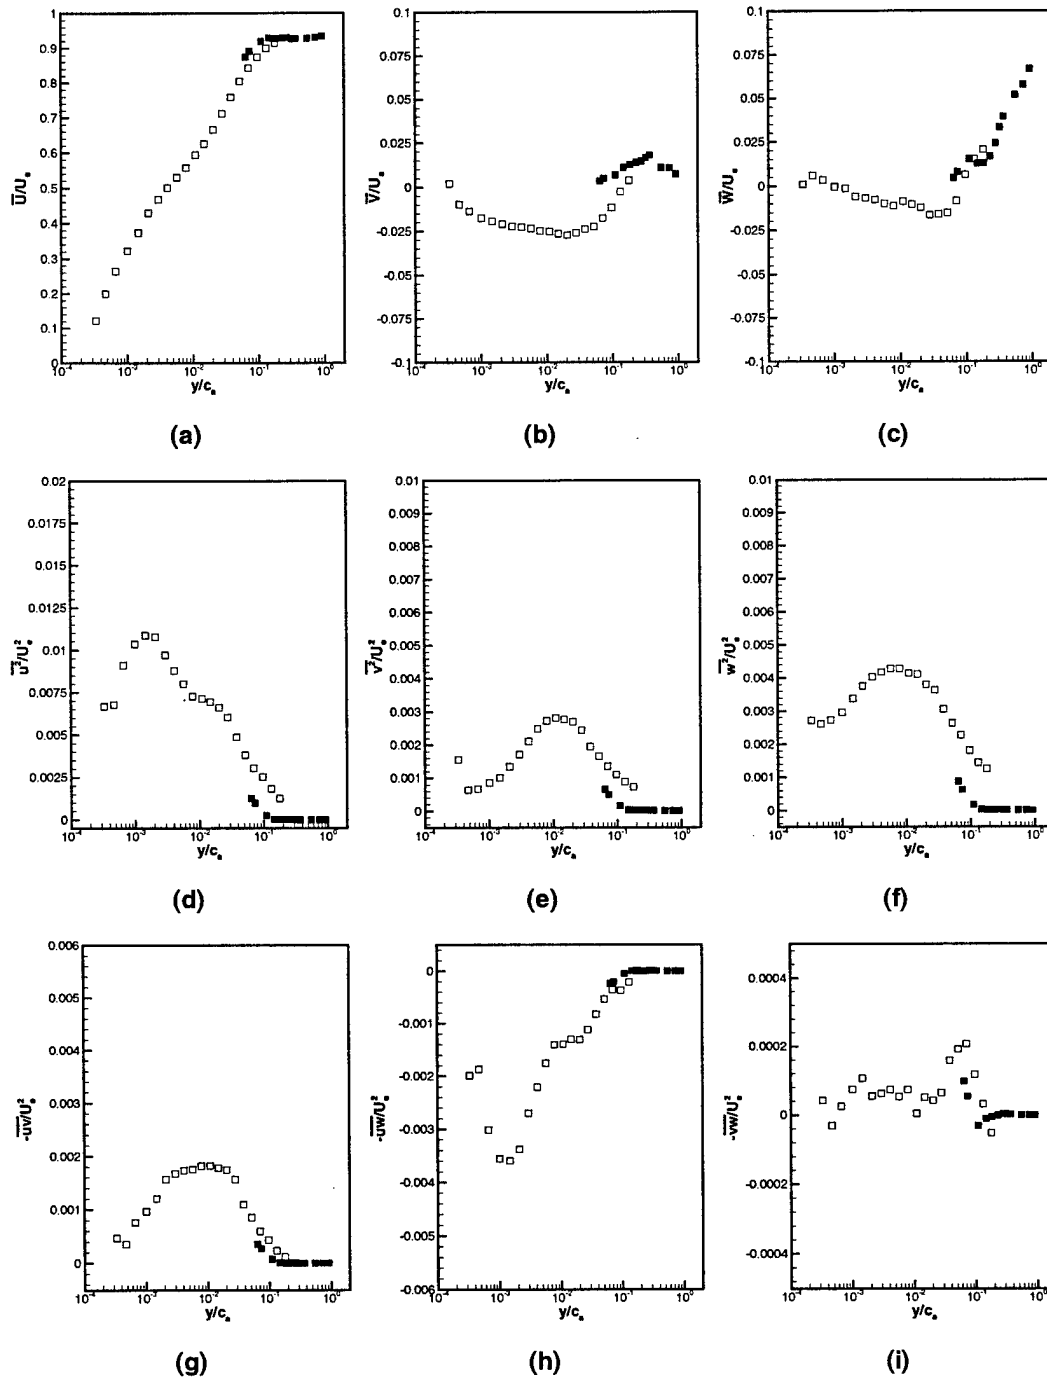 1
0.9
0.8
0.7
0.6
0.5
0.4
0.3
0.2
0.1
0
U̅/Uₑ
10⁻⁴ 10⁻³ 10⁻² 10⁻¹ 10⁰
y/cₐ
(a)
0.1
0.075
0.05
0.025
0
-0.025
-0.05
-0.075
-0.1
V̅/Uₑ
10⁻⁴ 10⁻³ 10⁻² 10⁻¹ 10⁰
y/cₐ
(b)
0.1
0.075
0.05
0.025
0
-0.025
-0.05
-0.075
-0.1
W̅/Uₑ
10⁻⁴ 10⁻³ 10⁻² 10⁻¹ 10⁰
y/cₐ
(c)
0.02
0.0175
0.015
0.0125
0.01
0.0075
0.005
0.0025
0
u̅²/Uₑ²
10⁻⁴ 10⁻³ 10⁻² 10⁻¹ 10⁰
y/cₐ
(d)
0.01
0.009
0.008
0.007
0.006
0.005
0.004
0.003
0.002
0.001
0
v̅²/Uₑ²
10⁻⁴ 10⁻³ 10⁻² 10⁻¹ 10⁰
y/cₐ
(e)
0.01
0.009
0.008
0.007
0.006
0.005
0.004
0.003
0.002
0.001
0
w̅²/Uₑ²
10⁻⁴ 10⁻³ 10⁻² 10⁻¹ 10⁰
y/cₐ
(f)
0.006
0.005
0.004
0.003
0.002
0.001
0
-u̅v̅/Uₑ²
10⁻⁴ 10⁻³ 10⁻² 10⁻¹ 10⁰
y/cₐ
(g)
0
-0.001
-0.002
-0.003
-0.004
-0.005
-0.006
-u̅w̅/Uₑ²
10⁻⁴ 10⁻³ 10⁻² 10⁻¹ 10⁰
y/cₐ
(h)
0.0004
0.0002
0
-0.0002
-0.0004
-v̅w̅/Uₑ²
10⁻⁴ 10⁻³ 10⁻² 10⁻¹ 10⁰
y/cₐ
(i)